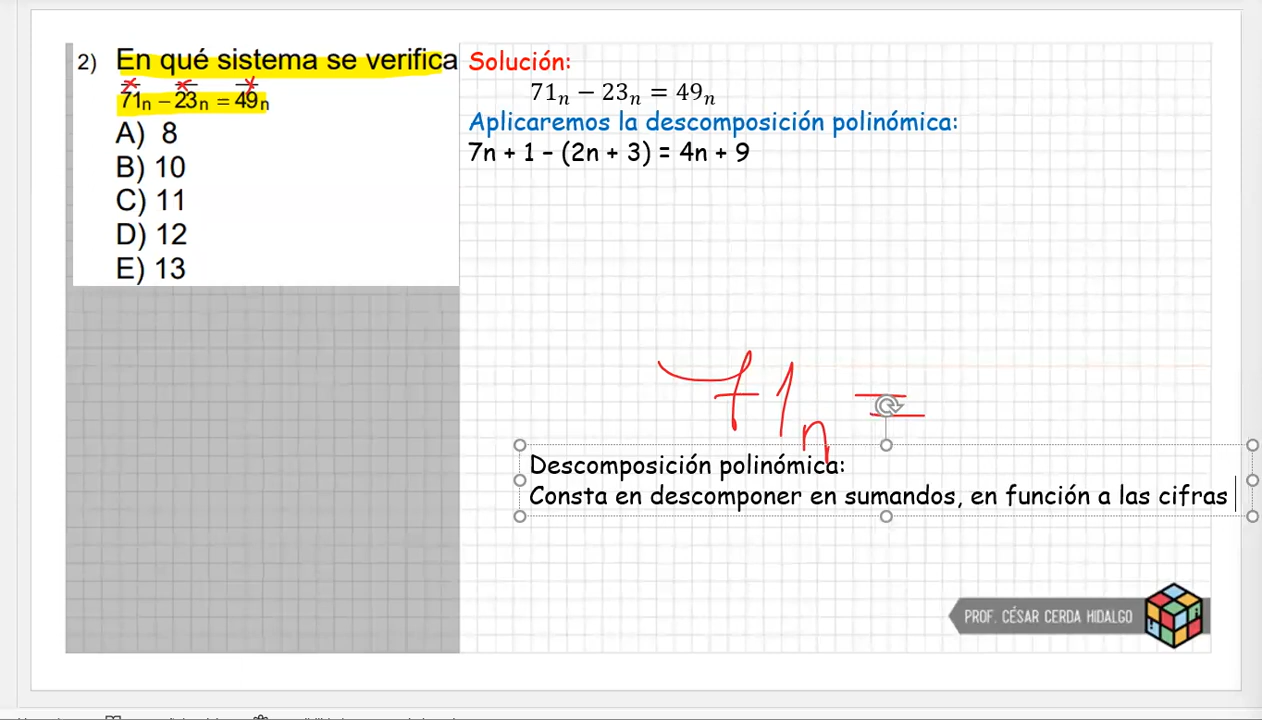 2) En qué sistema se verifica
71n – 23n = 49n
A) 8
B) 10
C) 11
D) 12
E) 13
Solución:
71n − 23n = 49n
Aplicaremos la descomposición polinómica:
7n + 1 – (2n + 3) = 4n + 9
71n =
Descomposición polinómica:
Consta en descomponer en sumandos, en función a las cifras
PROF. CÉSAR CERDA HIDALGO